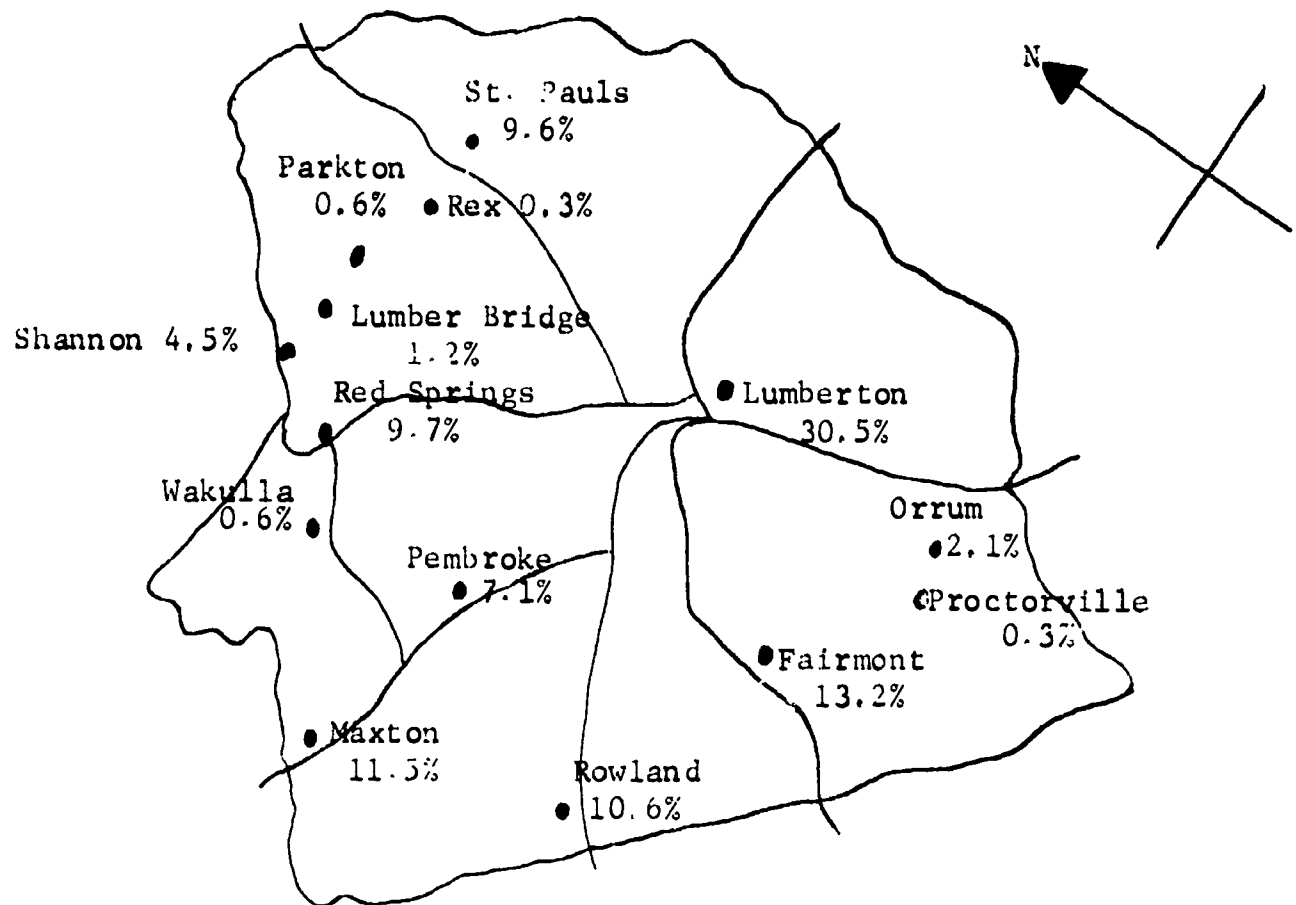 N
St. Pauls
9.6%
Parkton
0.6%
Rex 0.3%
Lumber Bridge
1.2%
Shannon 4.5%
Red Springs
9.7%
Lumberton
30.5%
Wakulla
0.6%
Orrum
2.1%
Pembroke
7.1%
Proctorville
0.3%
Fairmont
13.2%
Maxton
11.5%
Rowland
10.6%